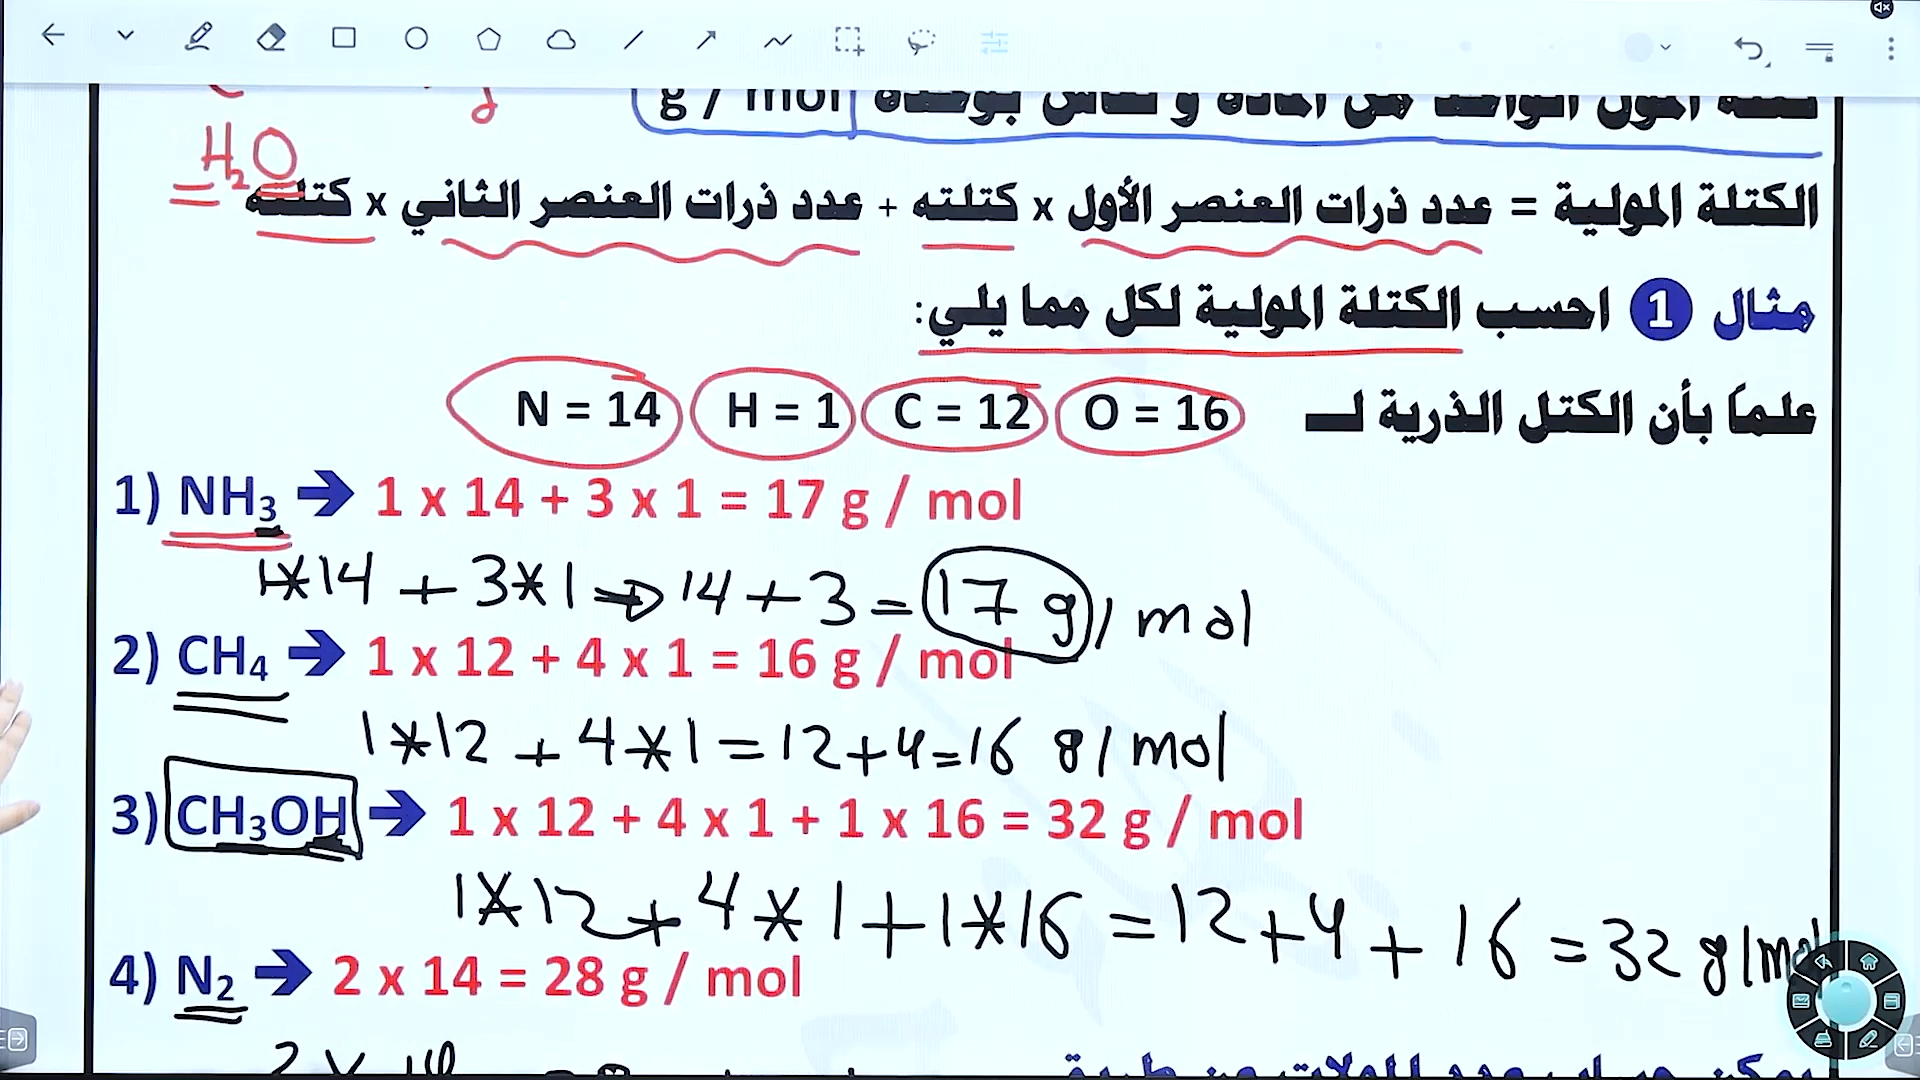 g / mol
H₂O
الكتلة المولية = عدد ذرات العنصر الأول x كتلته + عدد ذرات العنصر الثاني x كتلته
مثال 1 احسب الكتلة المولية لكل مما يلي:
علماً بأن الكتل الذرية لـ O = 16 C = 12 H = 1 N = 14
1) NH₃ ➔ 1 x 14 + 3 x 1 = 17 g / mol
1*14 + 3*1 → 14 + 3 = 17 g / mol
2) CH₄ ➔ 1 x 12 + 4 x 1 = 16 g / mol
1*12 + 4*1 = 12+4=16 g/mol
3) CH₃OH ➔ 1 x 12 + 4 x 1 + 1 x 16 = 32 g / mol
1*12 + 4*1 + 1*16 = 12+4 + 16 = 32 g/mol
4) N₂ ➔ 2 x 14 = 28 g / mol